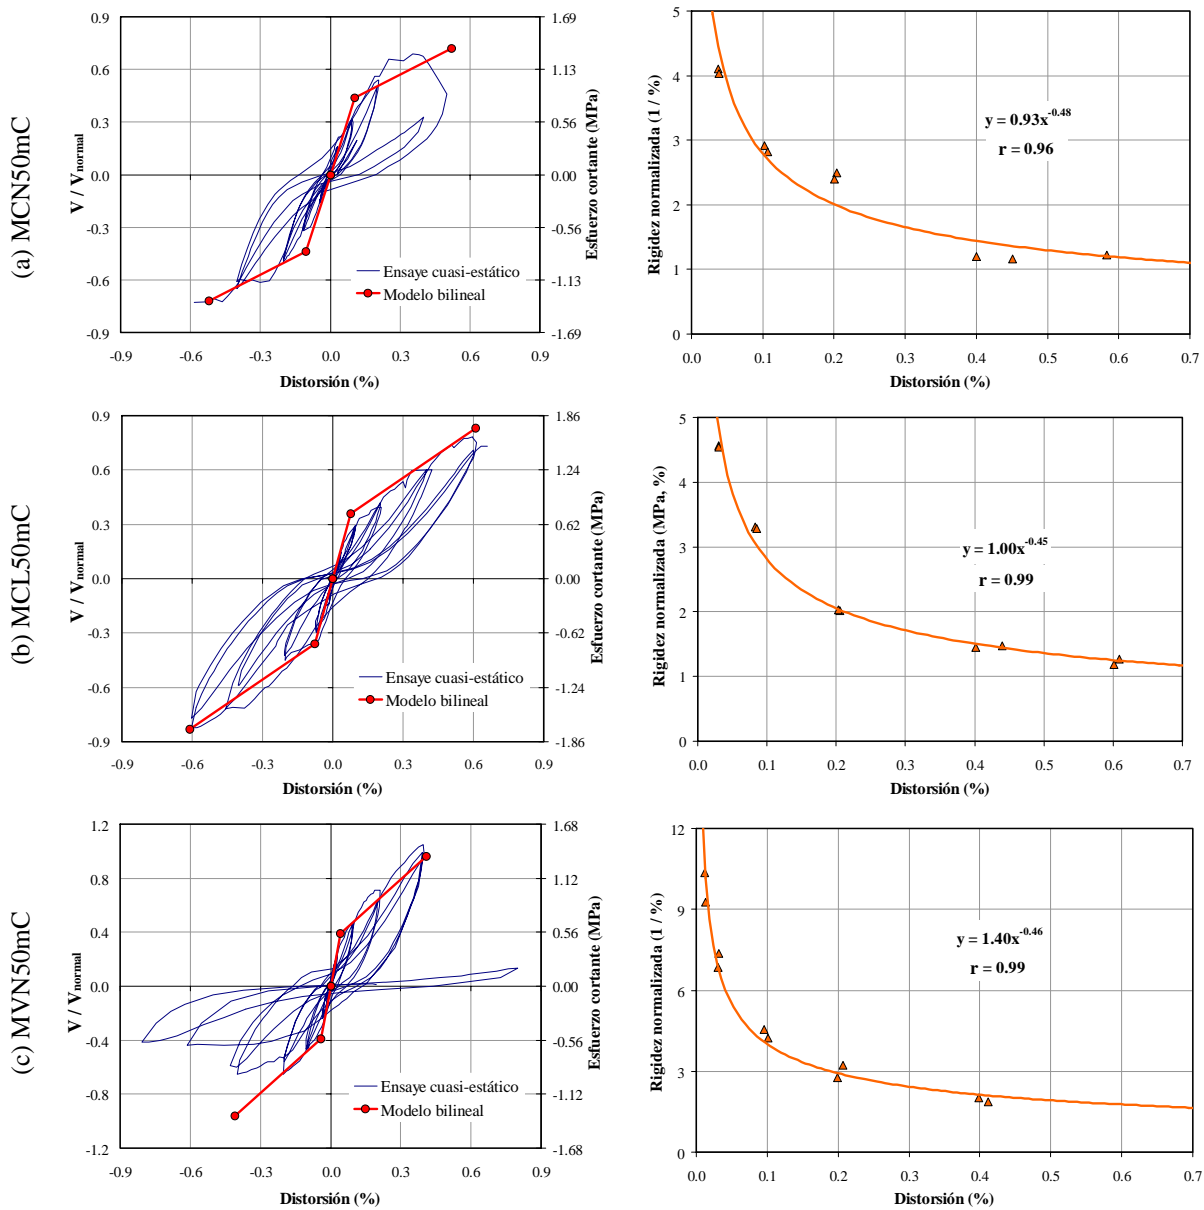 (a) MCN50mC
V / Vnormal
0.9
0.6
0.3
0.0
-0.3
-0.6
-0.9
1.69
1.13
0.56
0.00
-0.56
-1.13
-1.69
Esfuerzo cortante (MPa)
Ensaye cuasi-estático
Modelo bilineal
-0.9 -0.6 -0.3 0.0 0.3 0.6 0.9
Distorsión (%)
Rigidez normalizada (1 / %)
5
4
3
2
1
0
y = 0.93x-0.48
r = 0.96
0.0 0.1 0.2 0.3 0.4 0.5 0.6 0.7
Distorsión (%)
(b) MCL50mC
V / Vnormal
0.9
0.6
0.3
0.0
-0.3
-0.6
-0.9
1.86
1.24
0.62
0.00
-0.62
-1.24
-1.86
Esfuerzo cortante (MPa)
Ensaye cuasi-estático
Modelo bilineal
-0.9 -0.6 -0.3 0.0 0.3 0.6 0.9
Distorsión (%)
Rigidez normalizada (MPa, %)
5
4
3
2
1
0
y = 1.00x-0.45
r = 0.99
0.0 0.1 0.2 0.3 0.4 0.5 0.6 0.7
Distorsión (%)
(c) MVN50mC
V / Vnormal
1.2
0.8
0.4
0.0
-0.4
-0.8
-1.2
1.68
1.12
0.56
0.00
-0.56
-1.12
-1.68
Esfuerzo cortante (MPa)
Ensaye cuasi-estático
Modelo bilineal
-0.9 -0.6 -0.3 0.0 0.3 0.6 0.9
Distorsión (%)
Rigidez normalizada (1 / %)
12
9
6
3
0
y = 1.40x-0.46
r = 0.99
0.0 0.1 0.2 0.3 0.4 0.5 0.6 0.7
Distorsión (%)